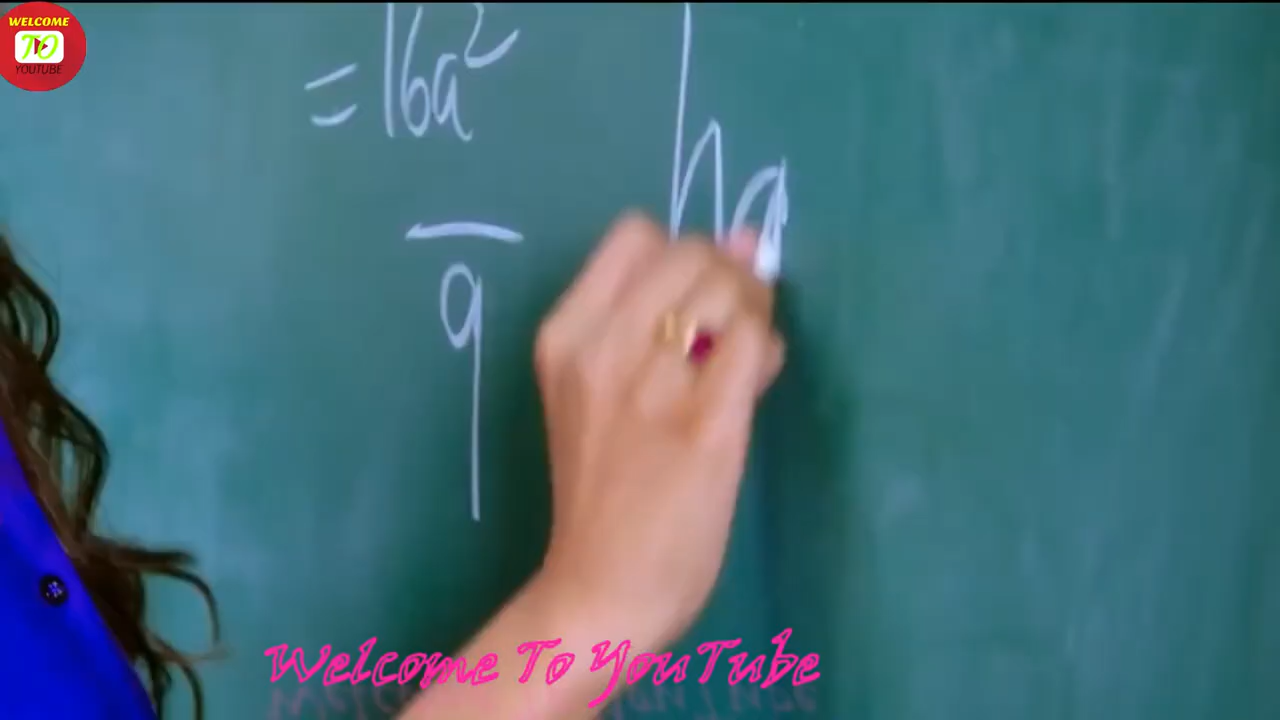 WELCOME
TO
YOUTUBE
= 16a²
9
ha
Welcome To YouTube